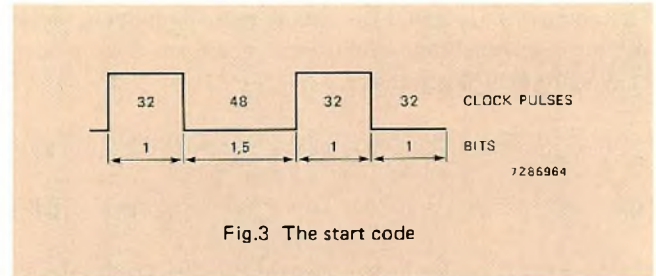 32 48 32 32 CLOCK PULSES
1 1,5 1 1 BITS
7286964
Fig.3 The start code